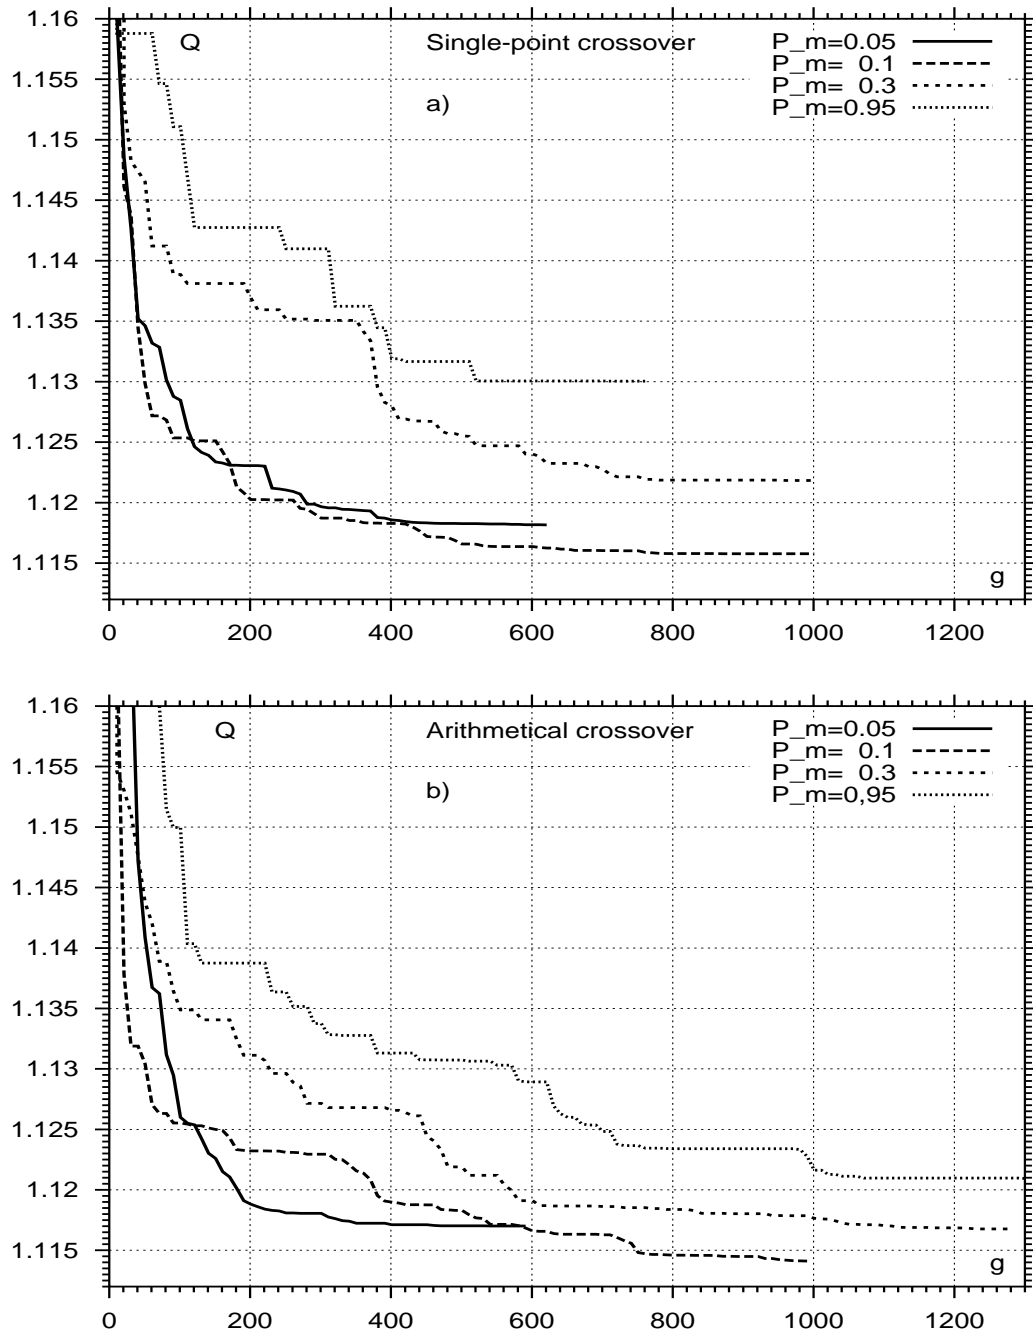 Q Single-point crossover P_m=0.05
P_m= 0.1
P_m= 0.3
a) P_m=0.95
1.16
1.155
1.15
1.145
1.14
1.135
1.13
1.125
1.12
1.115
g
0 200 400 600 800 1000 1200
Q Arithmetical crossover P_m=0.05
P_m= 0.1
P_m= 0.3
b) P_m=0,95
1.16
1.155
1.15
1.145
1.14
1.135
1.13
1.125
1.12
1.115
g
0 200 400 600 800 1000 1200